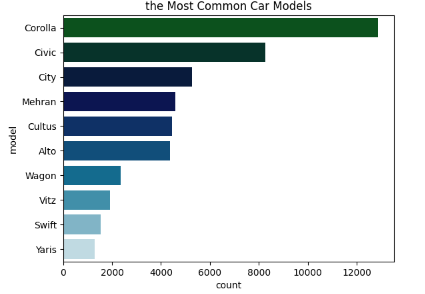 the Most Common Car Models
Corolla
Civic
City
Mehran
Cultus
Alto
Wagon
Vitz
Swift
Yaris
model
0 2000 4000 6000 8000 10000 12000
count